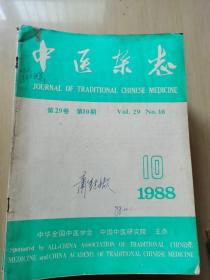 中医杂志
JOURNAL OF TRADITIONAL CHINESE MEDICINE
第29卷 第10期 Vol. 29 No. 10
10
1988
中华全国中医学会 中国中医研究院 主办
Sponsored by ALL-CHINA ASSOCIATION OF TRADITIONAL CHINESE
MEDICINE and CHINA ACADEMY OF TRADITIONAL CHINESE MEDICINE